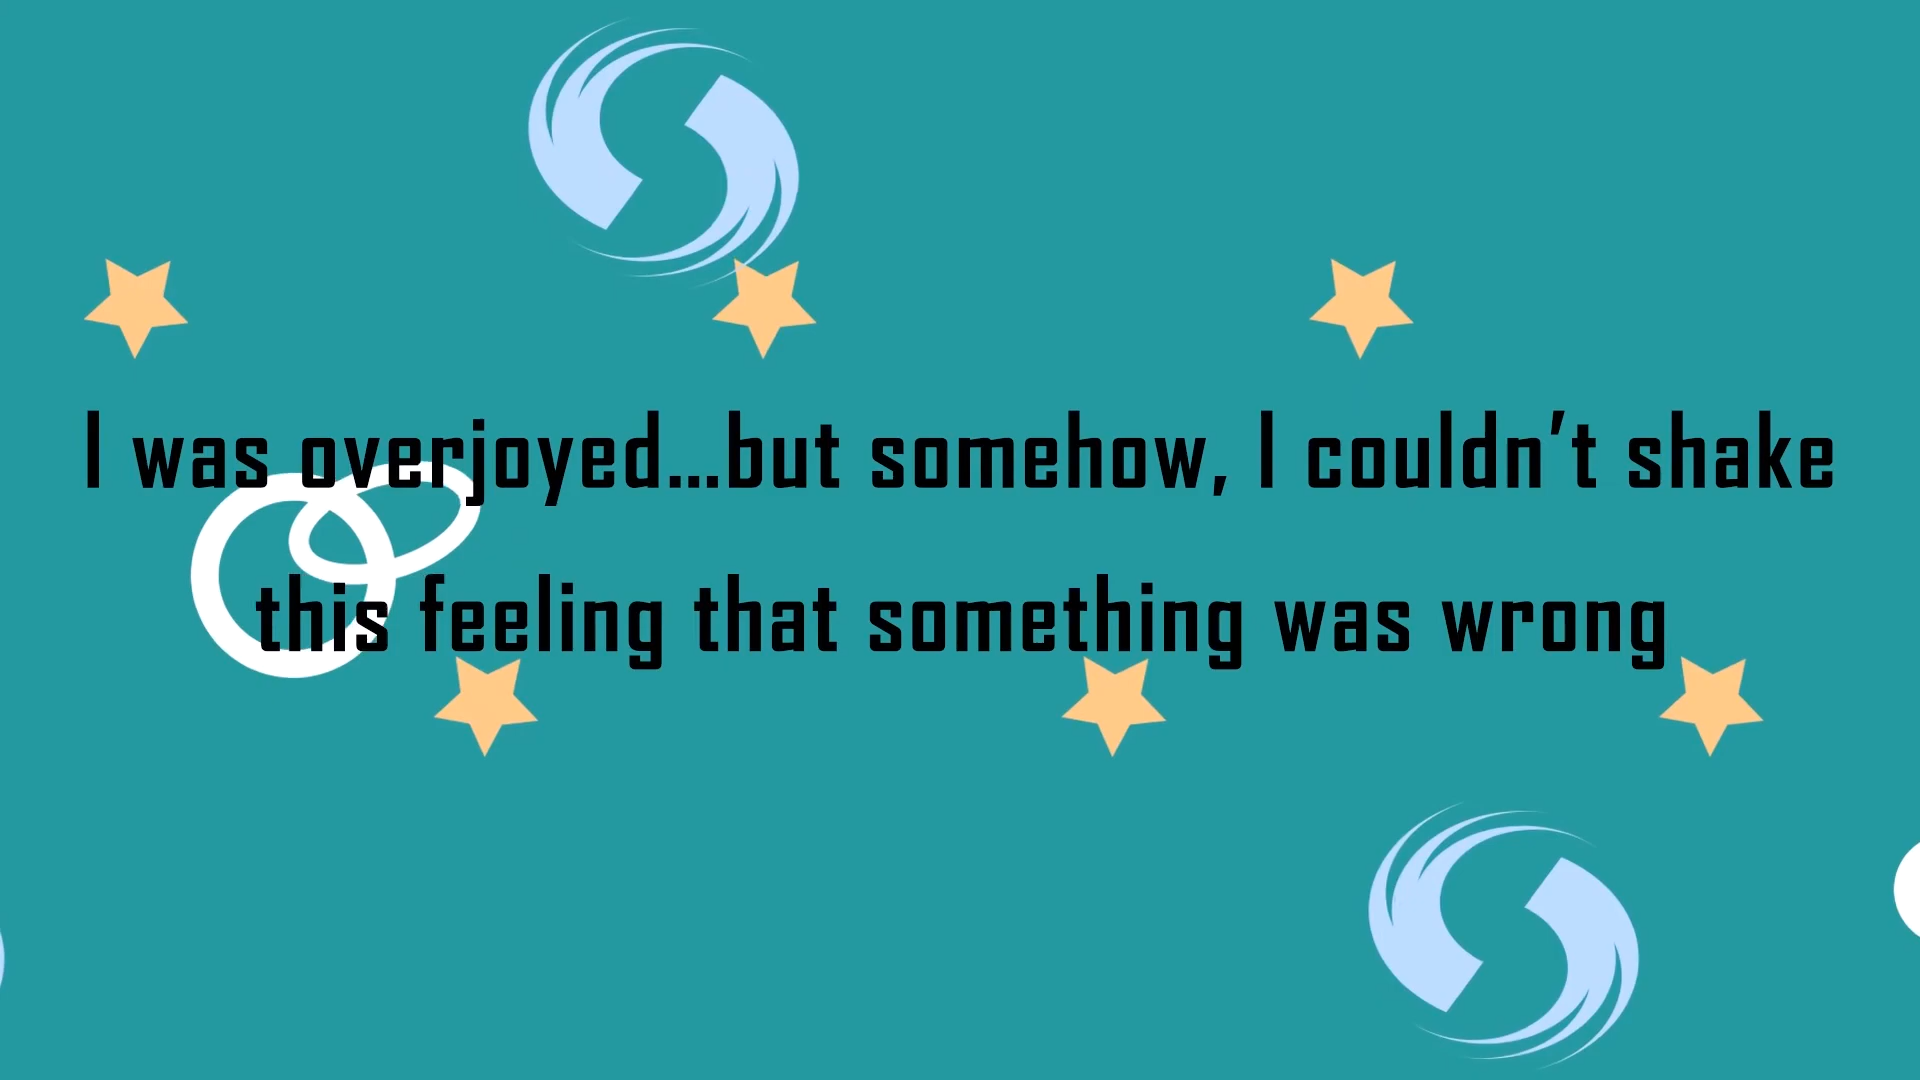 I was overjoyed...but somehow, I couldn’t shake
this feeling that something was wrong